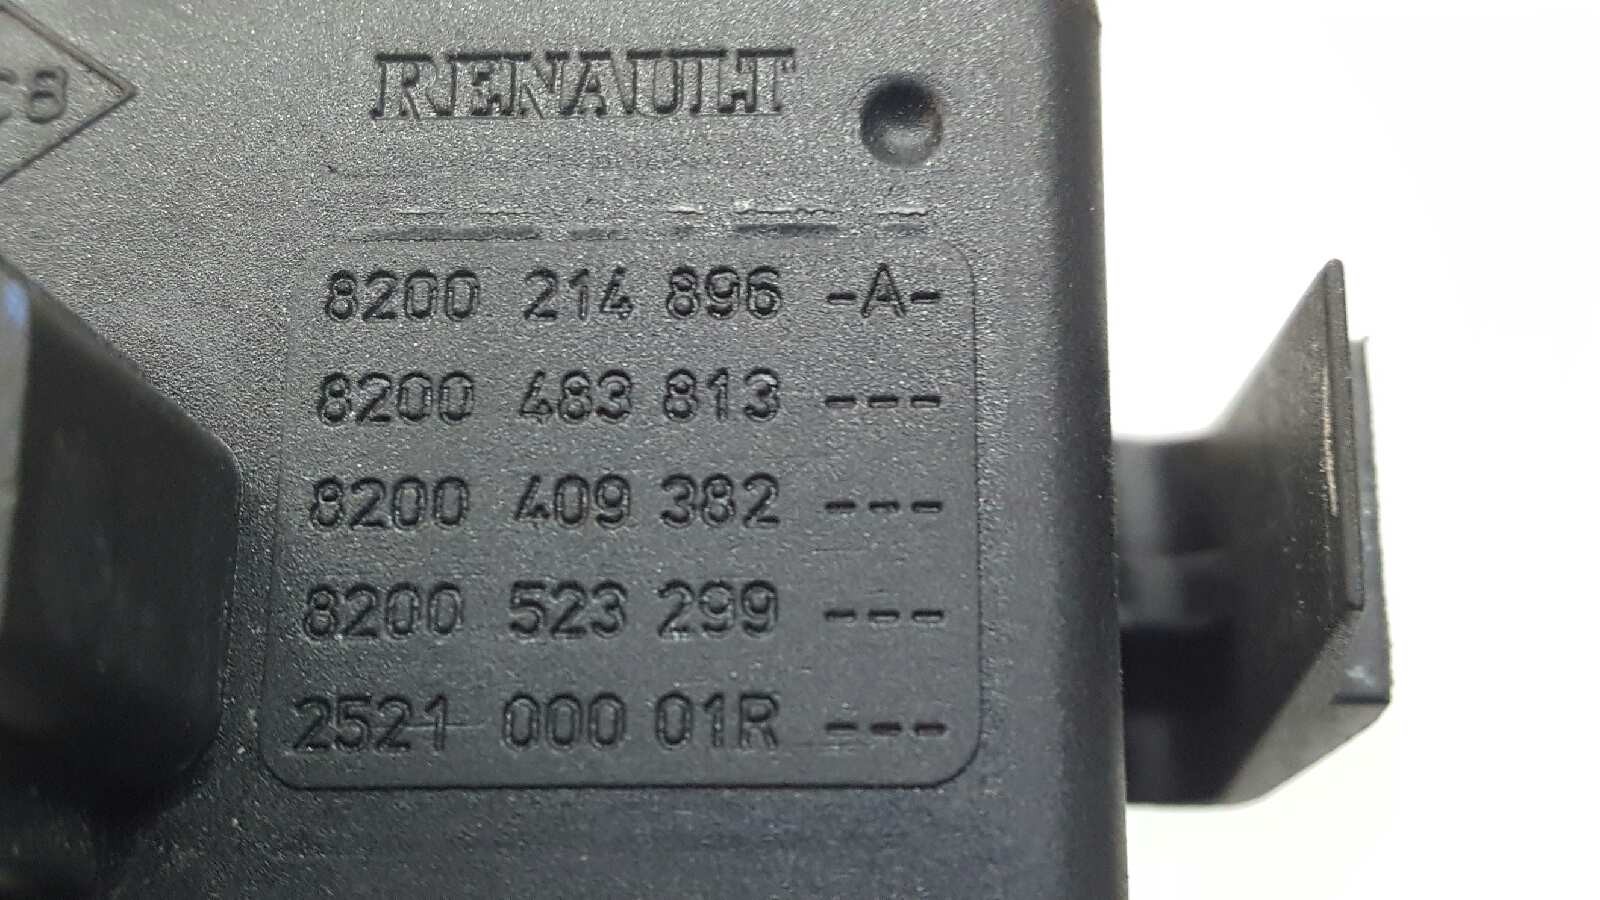 RENAULT
8200 214 896 -A-
8200 483 813 ---
8200 409 382 ---
8200 523 299 ---
2521 000 01R ---